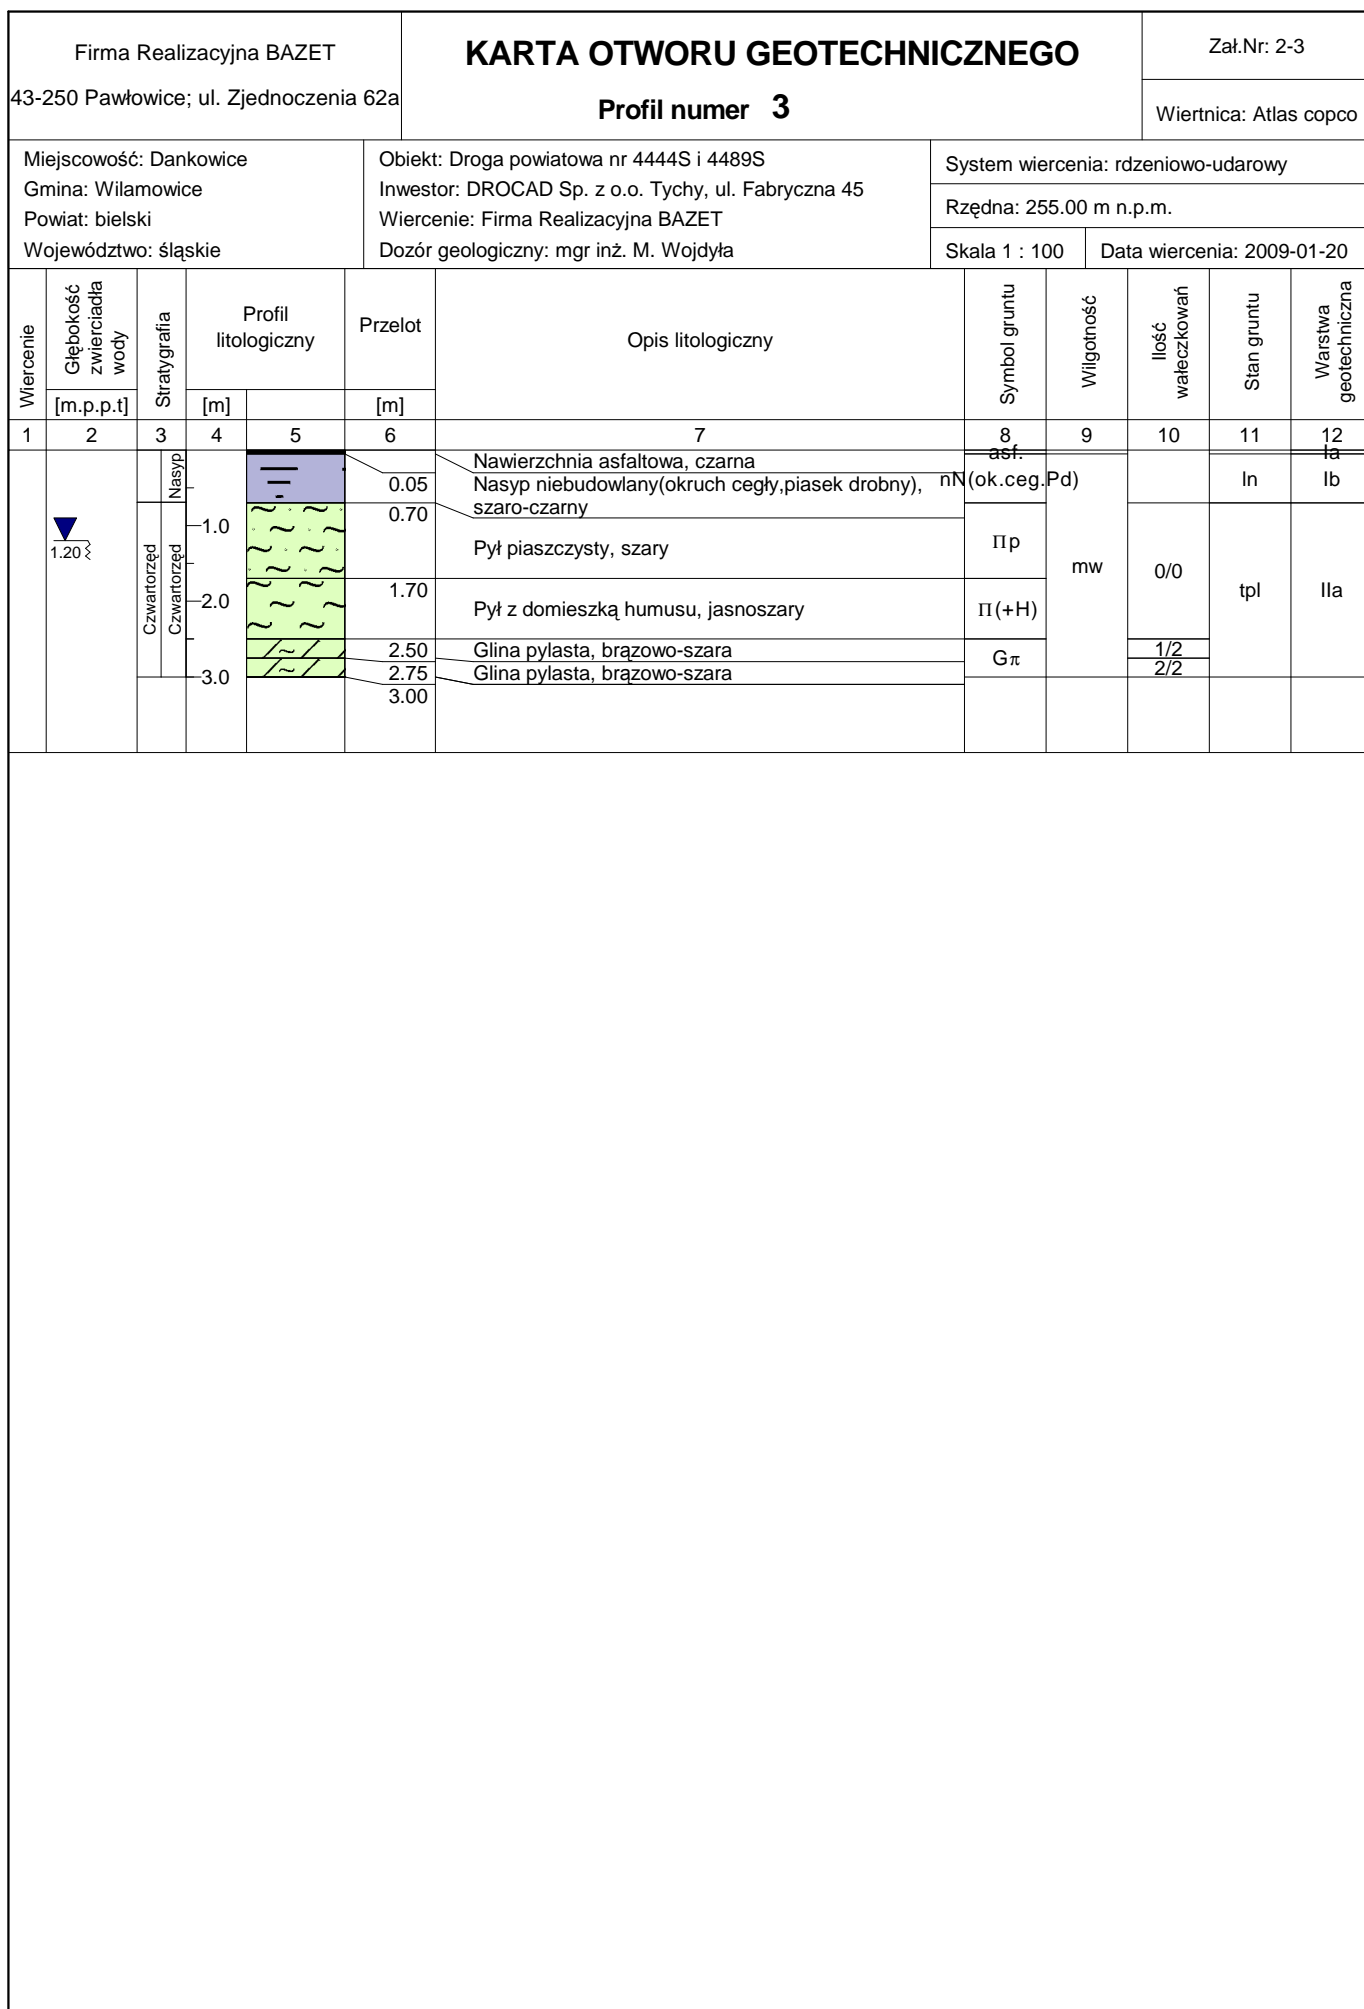 Firma Realizacyjna BAZET
43-250 Pawłowice; ul. Zjednoczenia 62a
KARTA OTWORU GEOTECHNICZNEGO
Profil numer 3
Zał.Nr: 2-3
Wiertnica: Atlas copco
Miejscowość: Dankowice
Gmina: Wilamowice
Powiat: bielski
Województwo: śląskie
Obiekt: Droga powiatowa nr 4444S i 4489S
Inwestor: DROCAD Sp. z o.o. Tychy, ul. Fabryczna 45
Wiercenie: Firma Realizacyjna BAZET
Dozór geologiczny: mgr inż. M. Wojdyła
System wiercenia: rdzeniowo-udarowy
Rzędna: 255.00 m n.p.m.
Skala 1 : 100
Data wiercenia: 2009-01-20
Wiercenie
Głębokość
zwierciadła
wody
[m.p.p.t]
Stratygrafia
Profil
litologiczny
[m]
Przelot
[m]
Opis litologiczny
Symbol gruntu
Wilgotność
Ilość
wałeczkowań
Stan gruntu
Warstwa
geotechniczna
1 2 3 4 5 6 7 8 9 10 11 12
1.20
Nasyp
Czwartorzęd
Czwartorzęd
1.0
2.0
3.0
0.05
0.70
1.70
2.50
2.75
3.00
Nawierzchnia asfaltowa, czarna
Nasyp niebudowlany(okruch cegły,piasek drobny),
szaro-czarny
Pył piaszczysty, szary
Pył z domieszką humusu, jasnoszary
Glina pylasta, brązowo-szara
Glina pylasta, brązowo-szara
asf.
nN(ok.ceg.Pd)
Πp
Π(+H)
Gπ
mw
0/0
1/2
2/2
ln
tpl
Ia
Ib
IIa